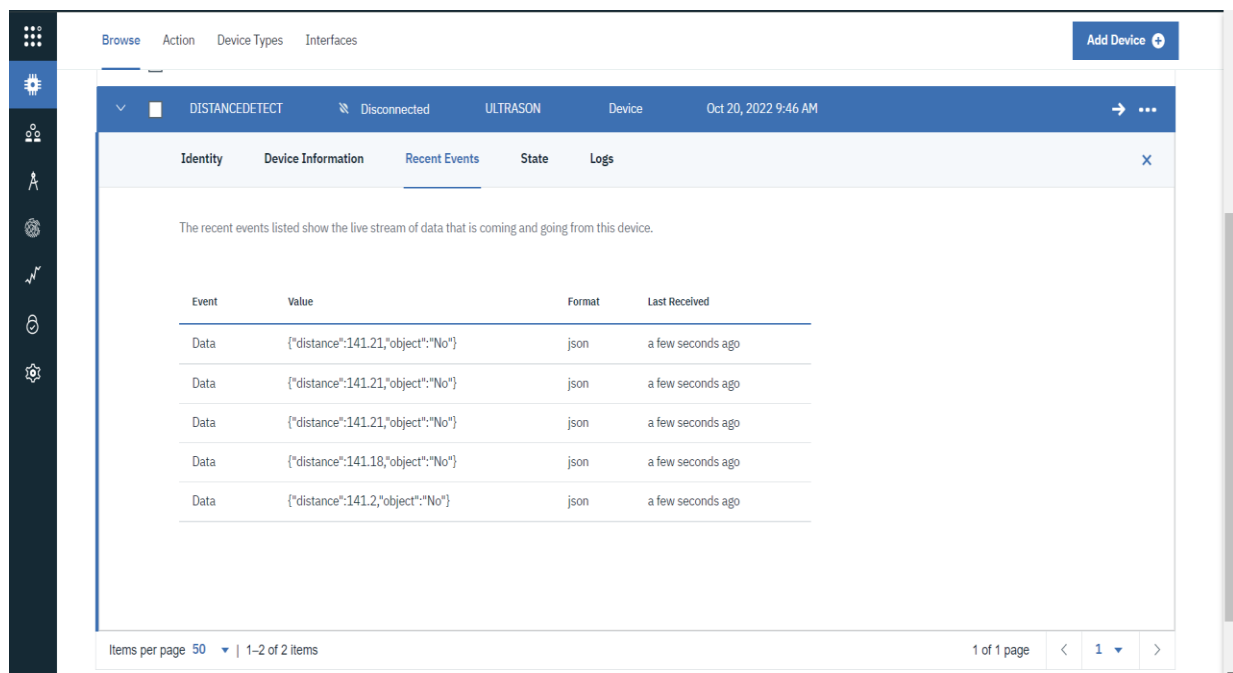 Browse Action Device Types Interfaces Add Device
DISTANCEDETECT Disconnected ULTRASON Device Oct 20, 2022 9:46 AM
Identity Device Information Recent Events State Logs
The recent events listed show the live stream of data that is coming and going from this device.
Event Value Format Last Received
Data {"distance":141.21,"object":"No"} json a few seconds ago
Data {"distance":141.21,"object":"No"} json a few seconds ago
Data {"distance":141.21,"object":"No"} json a few seconds ago
Data {"distance":141.18,"object":"No"} json a few seconds ago
Data {"distance":141.2,"object":"No"} json a few seconds ago
Items per page 50 | 1–2 of 2 items 1 of 1 page 1